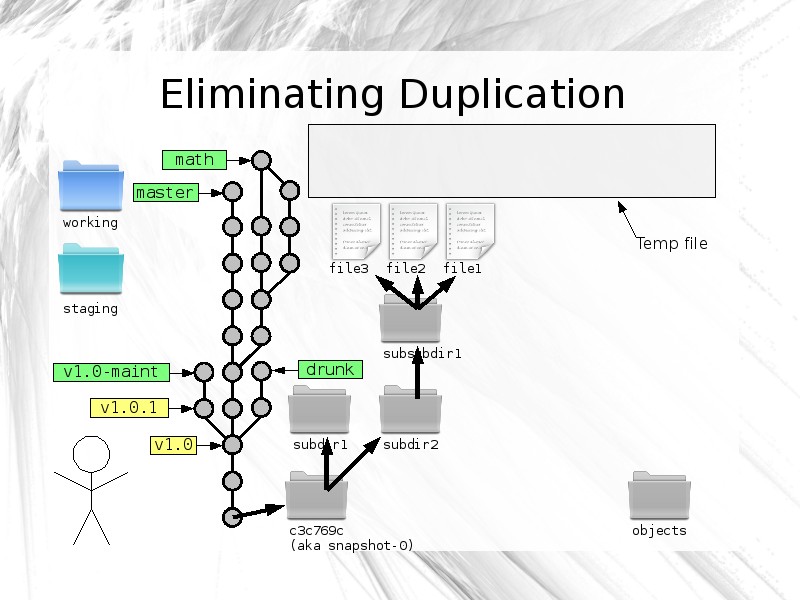 Eliminating Duplication
math
master
working
Temp file
file3
file2
file1
staging
subsubdir1
v1.0-maint
drunk
v1.0.1
v1.0
subdir1
subdir2
c3c769c
(aka snapshot-0)
objects